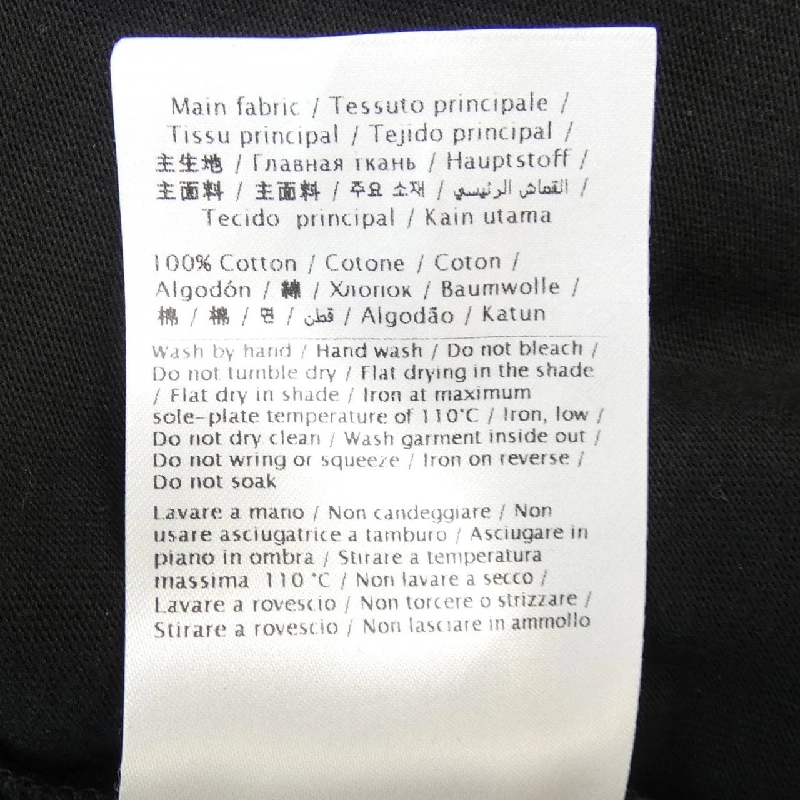 Main fabric / Tessuto principale /
Tissu principal / Tejido principal /
主生地 / Главная ткань / Hauptstoff /
主面料 / 主面料 / 주요 소재 / القماش الرئيسي /
Tecido principal / Kain utama
100% Cotton / Cotone / Coton /
Algodón / 綿 / Хлопок / Baumwolle /
棉 / 棉 / 면 / قطن / Algodão / Katun
Wash by hand / Hand wash / Do not bleach /
Do not tumble dry / Flat drying in the shade
/ Flat dry in shade / Iron at maximum
sole-plate temperature of 110°C / Iron, low /
Do not dry clean / Wash garment inside out /
Do not wring or squeeze / Iron on reverse /
Do not soak
Lavare a mano / Non candeggiare / Non
usare asciugatrice a tamburo / Asciugare in
piano in ombra / Stirare a temperatura
massima 110 °C / Non lavare a secco /
Lavare a rovescio / Non torcere o strizzare /
Stirare a rovescio / Non lasciare in ammollo